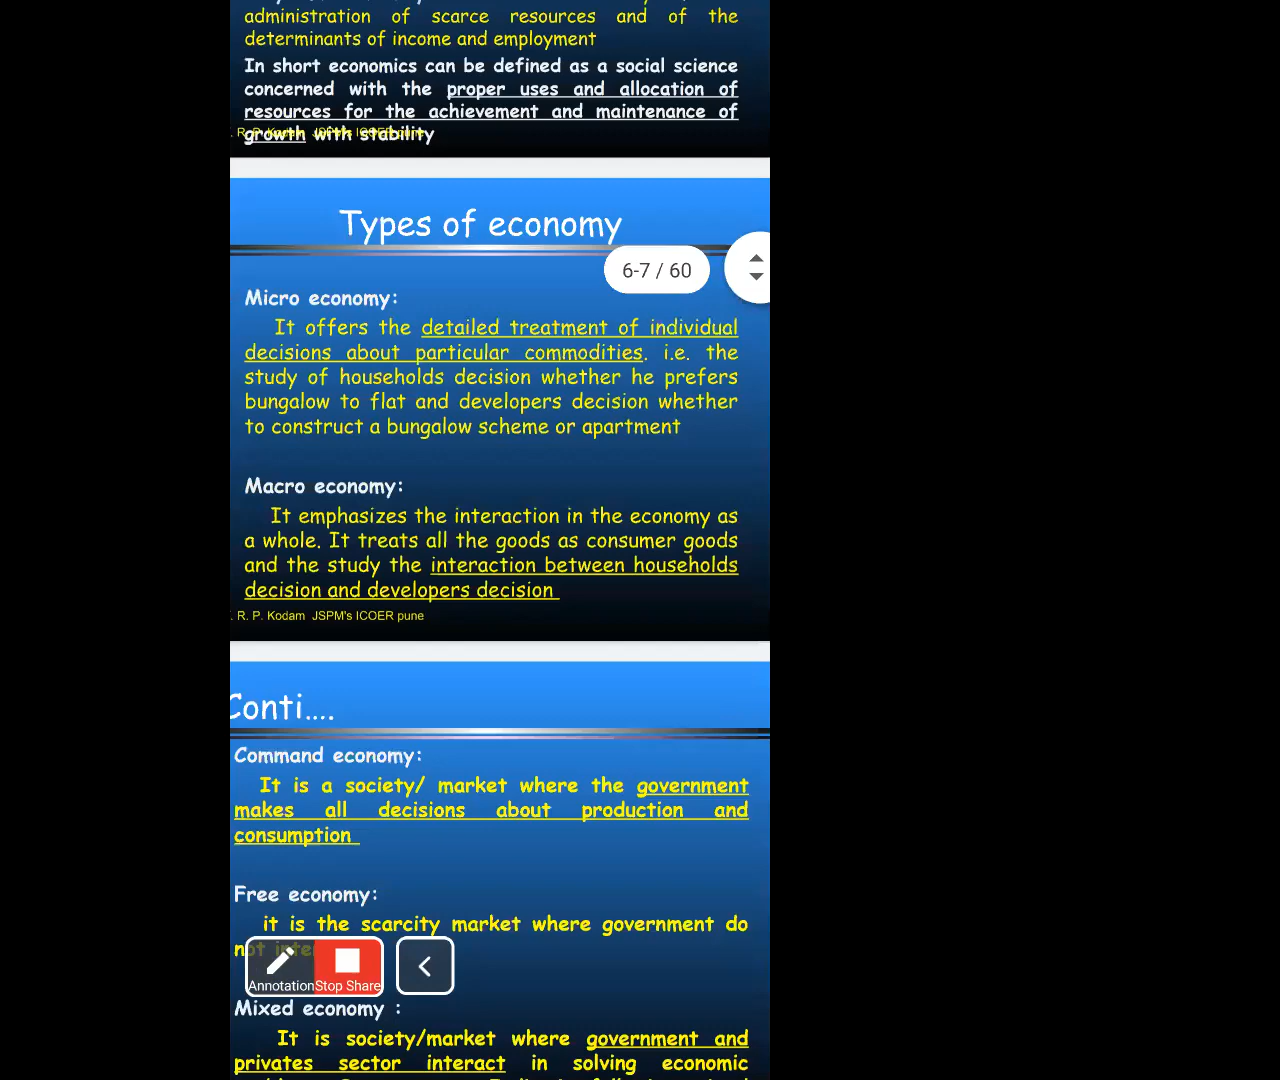 administration of scarce resources and of the
determinants of income and employment
In short economics can be defined as a social science
concerned with the proper uses and allocation of
resources for the achievement and maintenance of
growth with stability
. R. P. Kodam JSPM's ICOER pune
Types of economy
6-7 / 60
Micro economy:
It offers the detailed treatment of individual
decisions about particular commodities. i.e. the
study of households decision whether he prefers
bungalow to flat and developers decision whether
to construct a bungalow scheme or apartment
Macro economy:
It emphasizes the interaction in the economy as
a whole. It treats all the goods as consumer goods
and the study the interaction between households
decision and developers decision
. R. P. Kodam JSPM's ICOER pune
Conti....
Command economy:
It is a society/ market where the government
makes all decisions about production and
consumption
Free economy:
it is the scarcity market where government do
not
Annotation Stop Share
Mixed economy :
It is society/market where government and
privates sector interact in solving economic